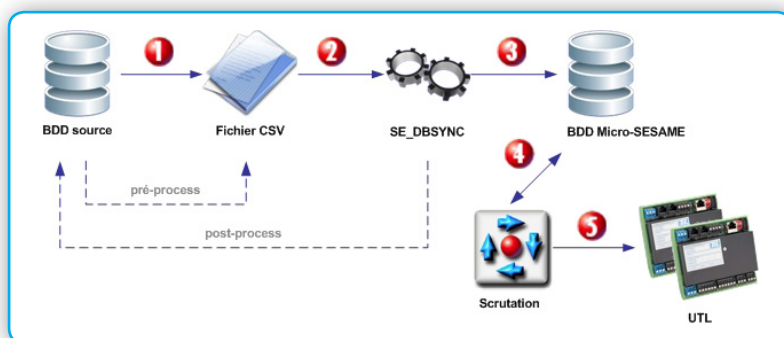 1
2
3
BDD source
Fichier CSV
SE_DBSYNC
BDD Micro-SESAME
4
pré-process
post-process
5
Scrutation
UTL